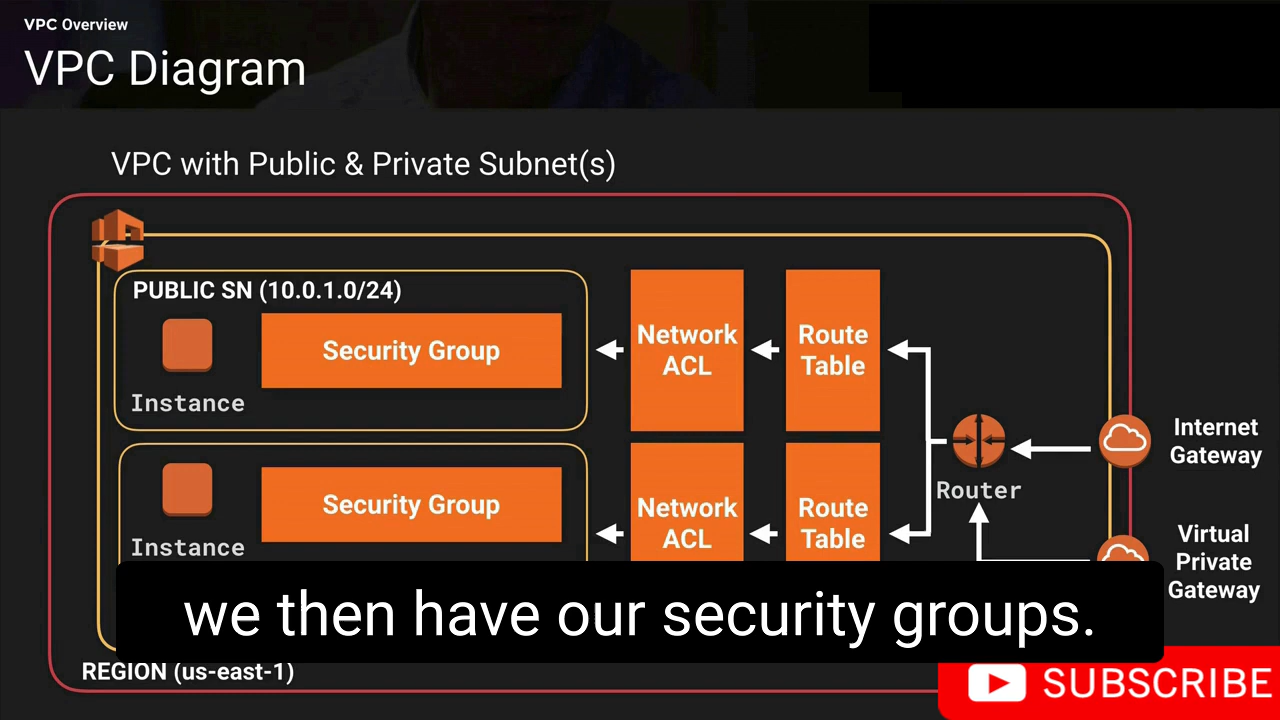 VPC Overview
VPC Diagram
VPC with Public & Private Subnet(s)
PUBLIC SN (10.0.1.0/24)
Security Group
Instance
Network
ACL
Route
Table
Internet
Gateway
Router
Security Group
Instance
Network
ACL
Route
Table
Virtual
Private
Gateway
we then have our security groups.
REGION (us-east-1)
SUBSCRIBE